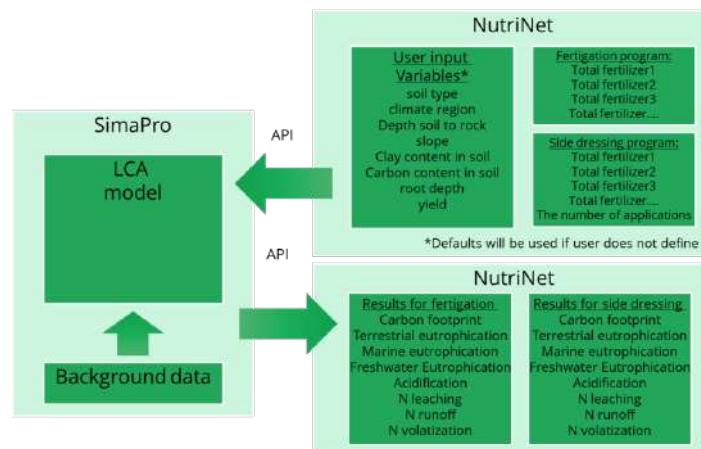 NutriNet
User input
Variables*
soil type
climate region
Depth soil to rock
slope
Clay content in soil
Carbon content in soil
root depth
yield
Fertigation program:
Total fertilizer1
Total fertilizer2
Total fertilizer3
Total fertilizer....
Side dressing program:
Total fertilizer1
Total fertilizer2
Total fertilizer3
Total fertilizer....
The number of applications
*Defaults will be used if user does not define
API
SimaPro
LCA
model
Background data
API
NutriNet
Results for fertigation
Carbon footprint
Terrestrial eutrophication
Marine eutrophication
Freshwater Eutrophication
Acidification
N leaching
N runoff
N volatization
Results for side dressing
Carbon footprint
Terrestrial eutrophication
Marine eutrophication
Freshwater Eutrophication
Acidification
N leaching
N runoff
N volatization